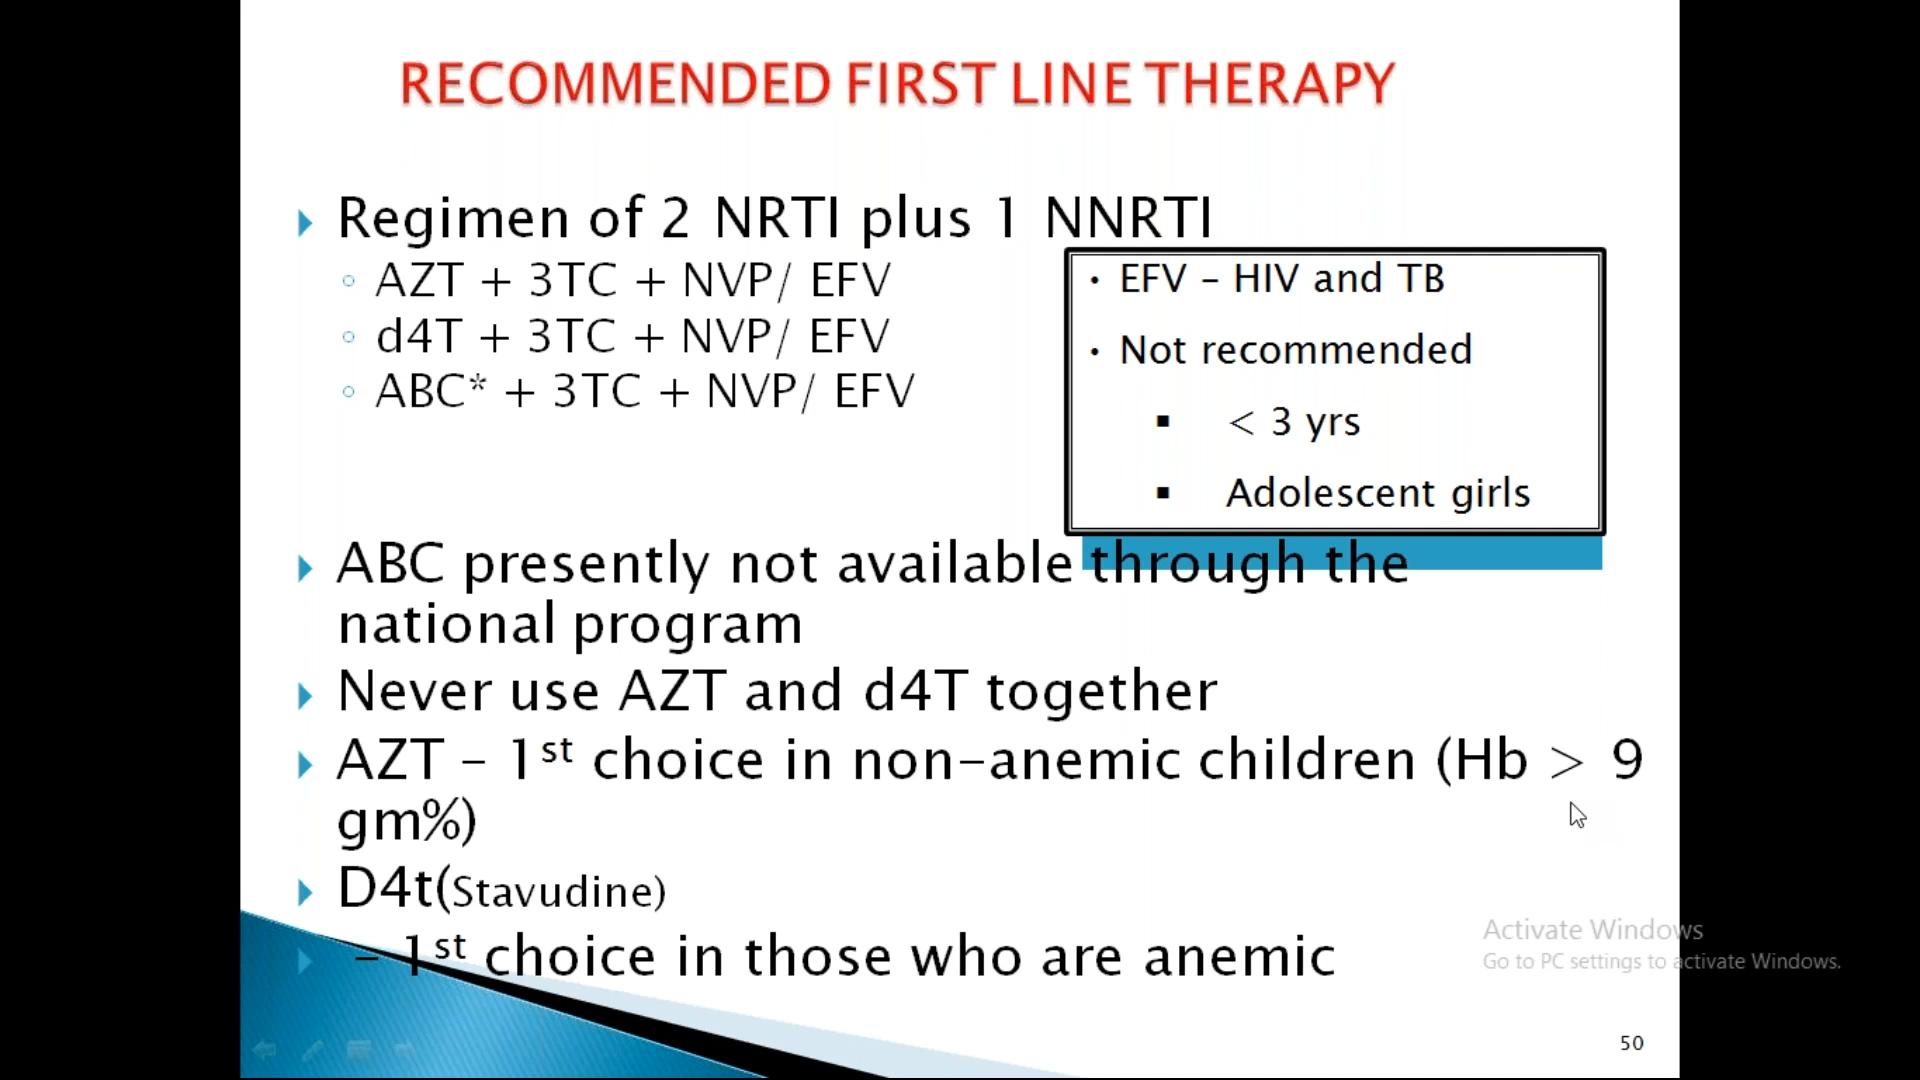 RECOMMENDED FIRST LINE THERAPY
Regimen of 2 NRTI plus 1 NNRTI
AZT + 3TC + NVP/ EFV
d4T + 3TC + NVP/ EFV
ABC* + 3TC + NVP/ EFV
• EFV – HIV and TB
• Not recommended
▪ < 3 yrs
▪ Adolescent girls
ABC presently not available through the
national program
Never use AZT and d4T together
AZT – 1st choice in non-anemic children (Hb > 9
gm%)
D4t(Stavudine)
– 1st choice in those who are anemic
Activate Windows
Go to PC settings to activate Windows.
50